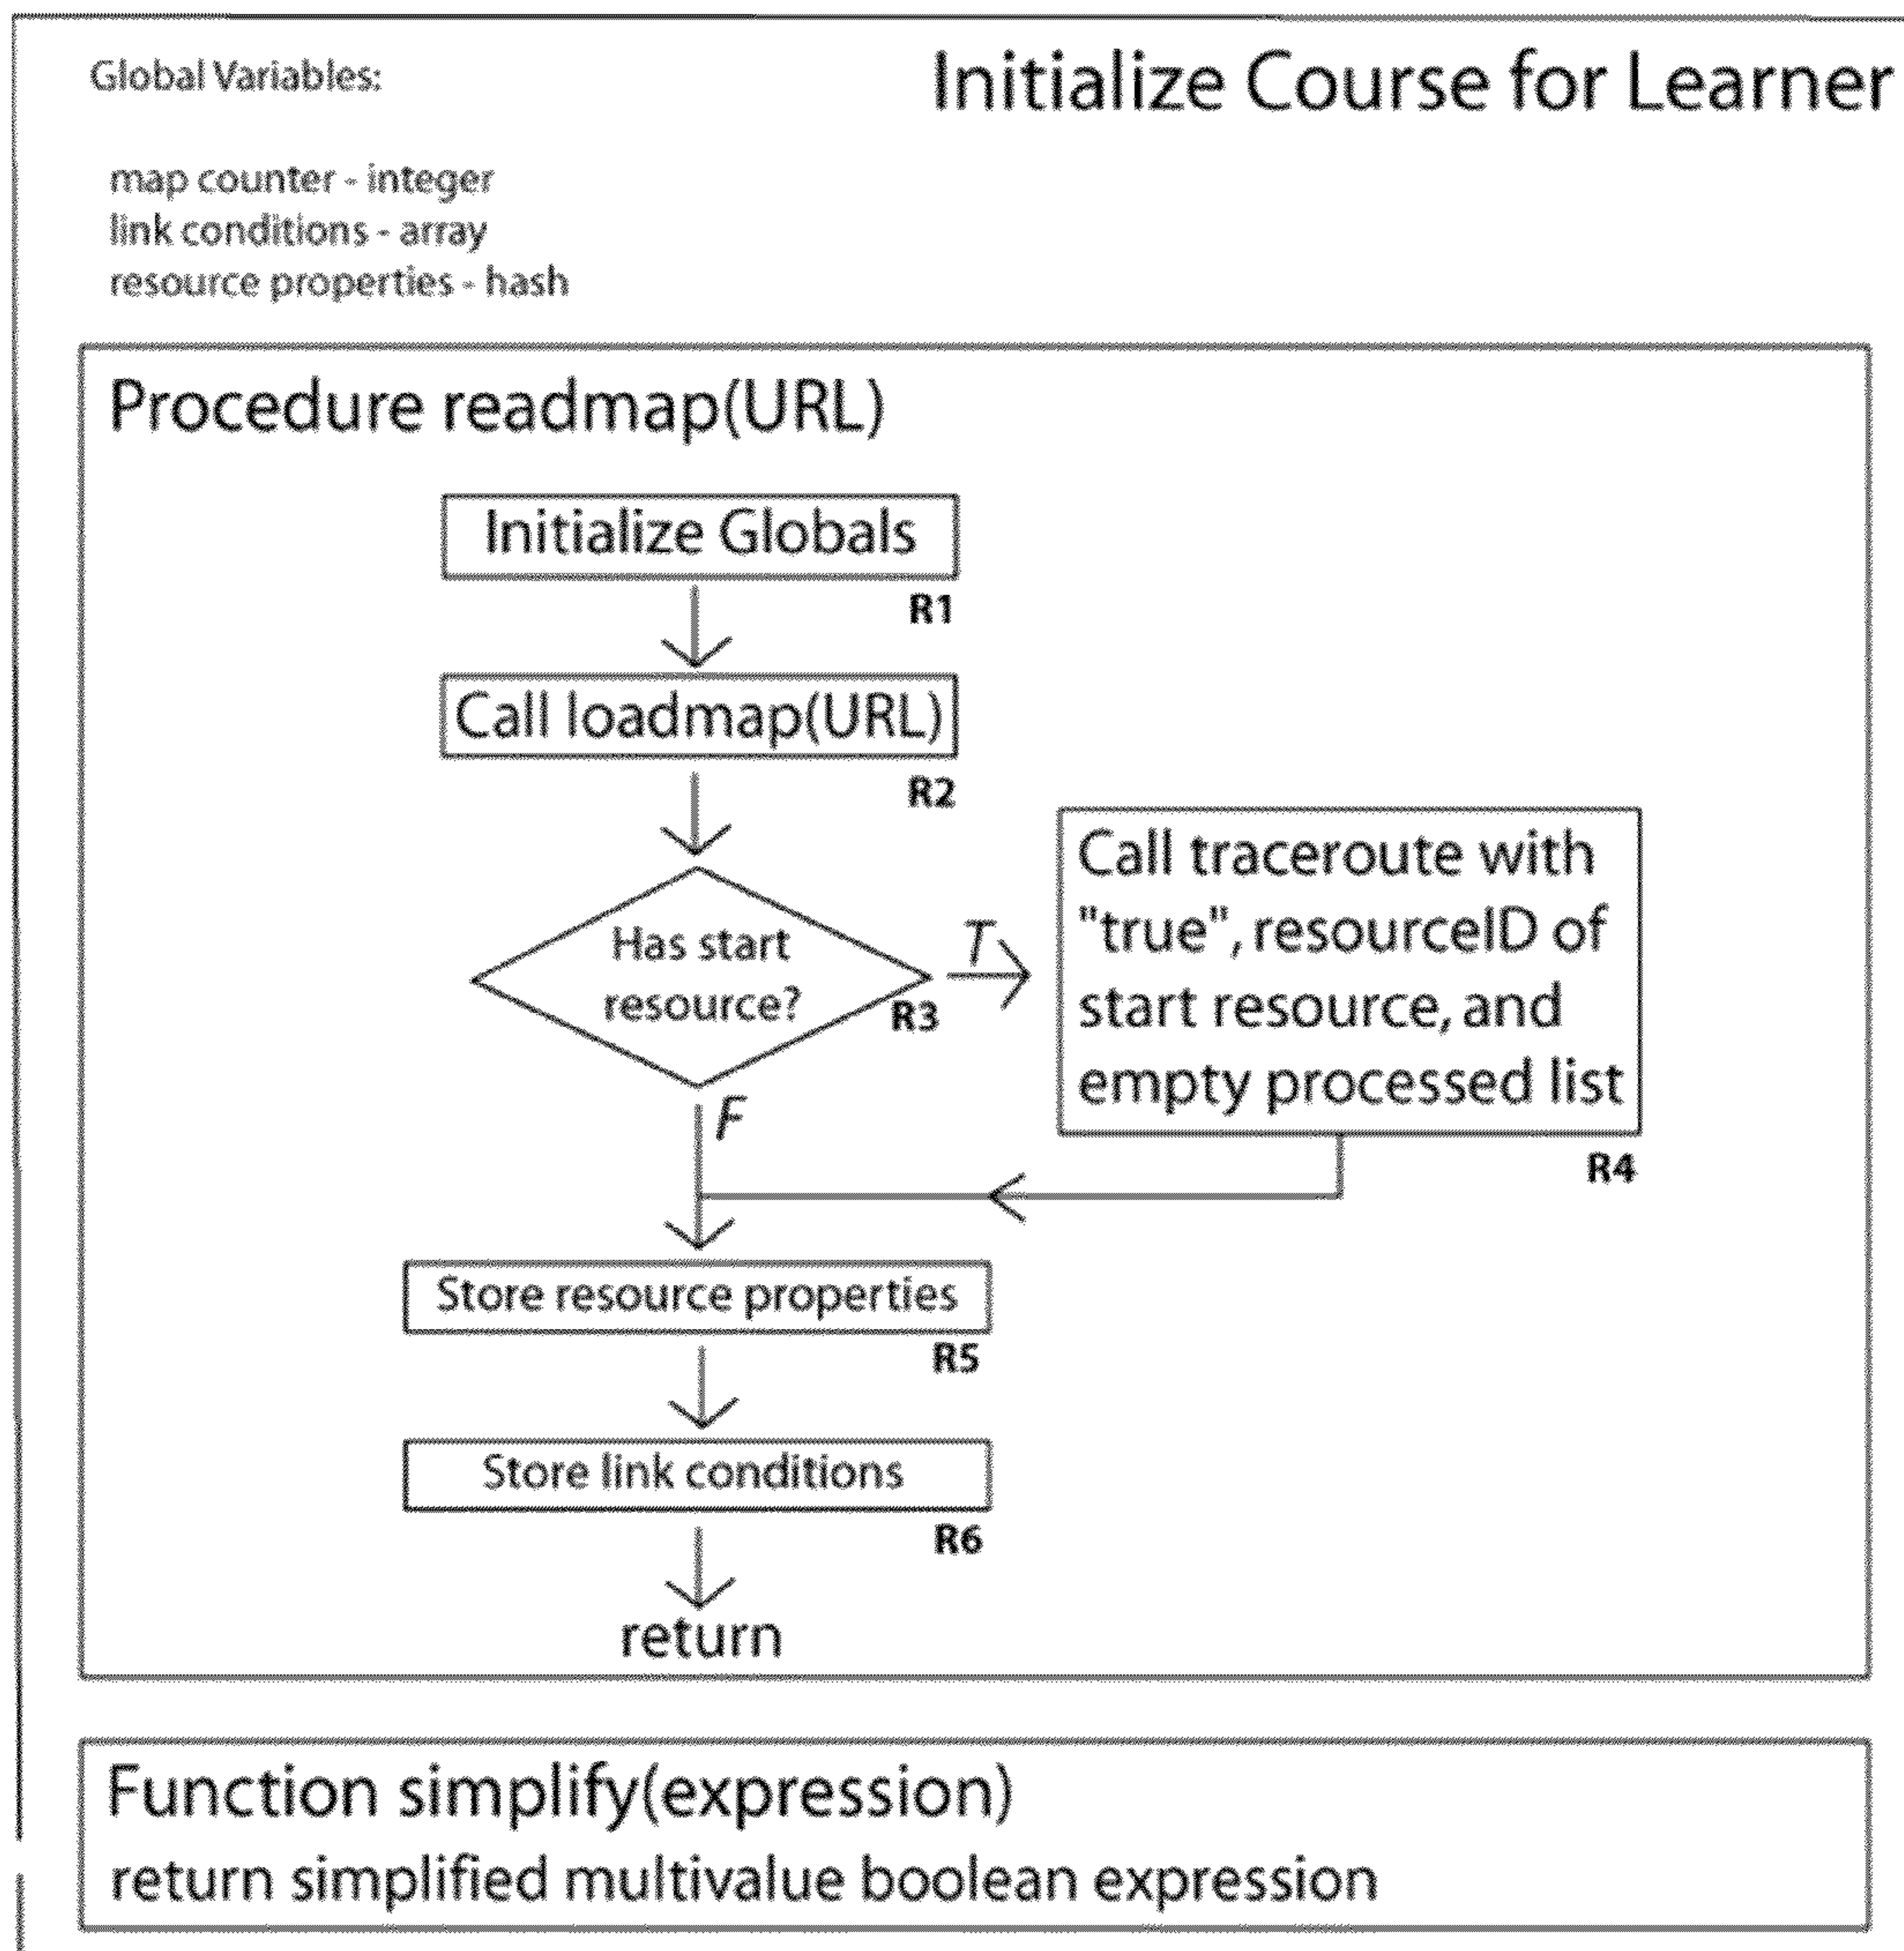 Global Variables:
Initialize Course for Learner
map counter - integer
link conditions - array
resource properties - hash
Procedure readmap(URL)
Initialize Globals
R1
Call loadmap(URL)
R2
Has start
resource?
R3
T
Call traceroute with
"true", resourceID of
start resource, and
empty processed list
R4
F
Store resource properties
R5
Store link conditions
R6
return
Function simplify(expression)
return simplified multivalue boolean expression